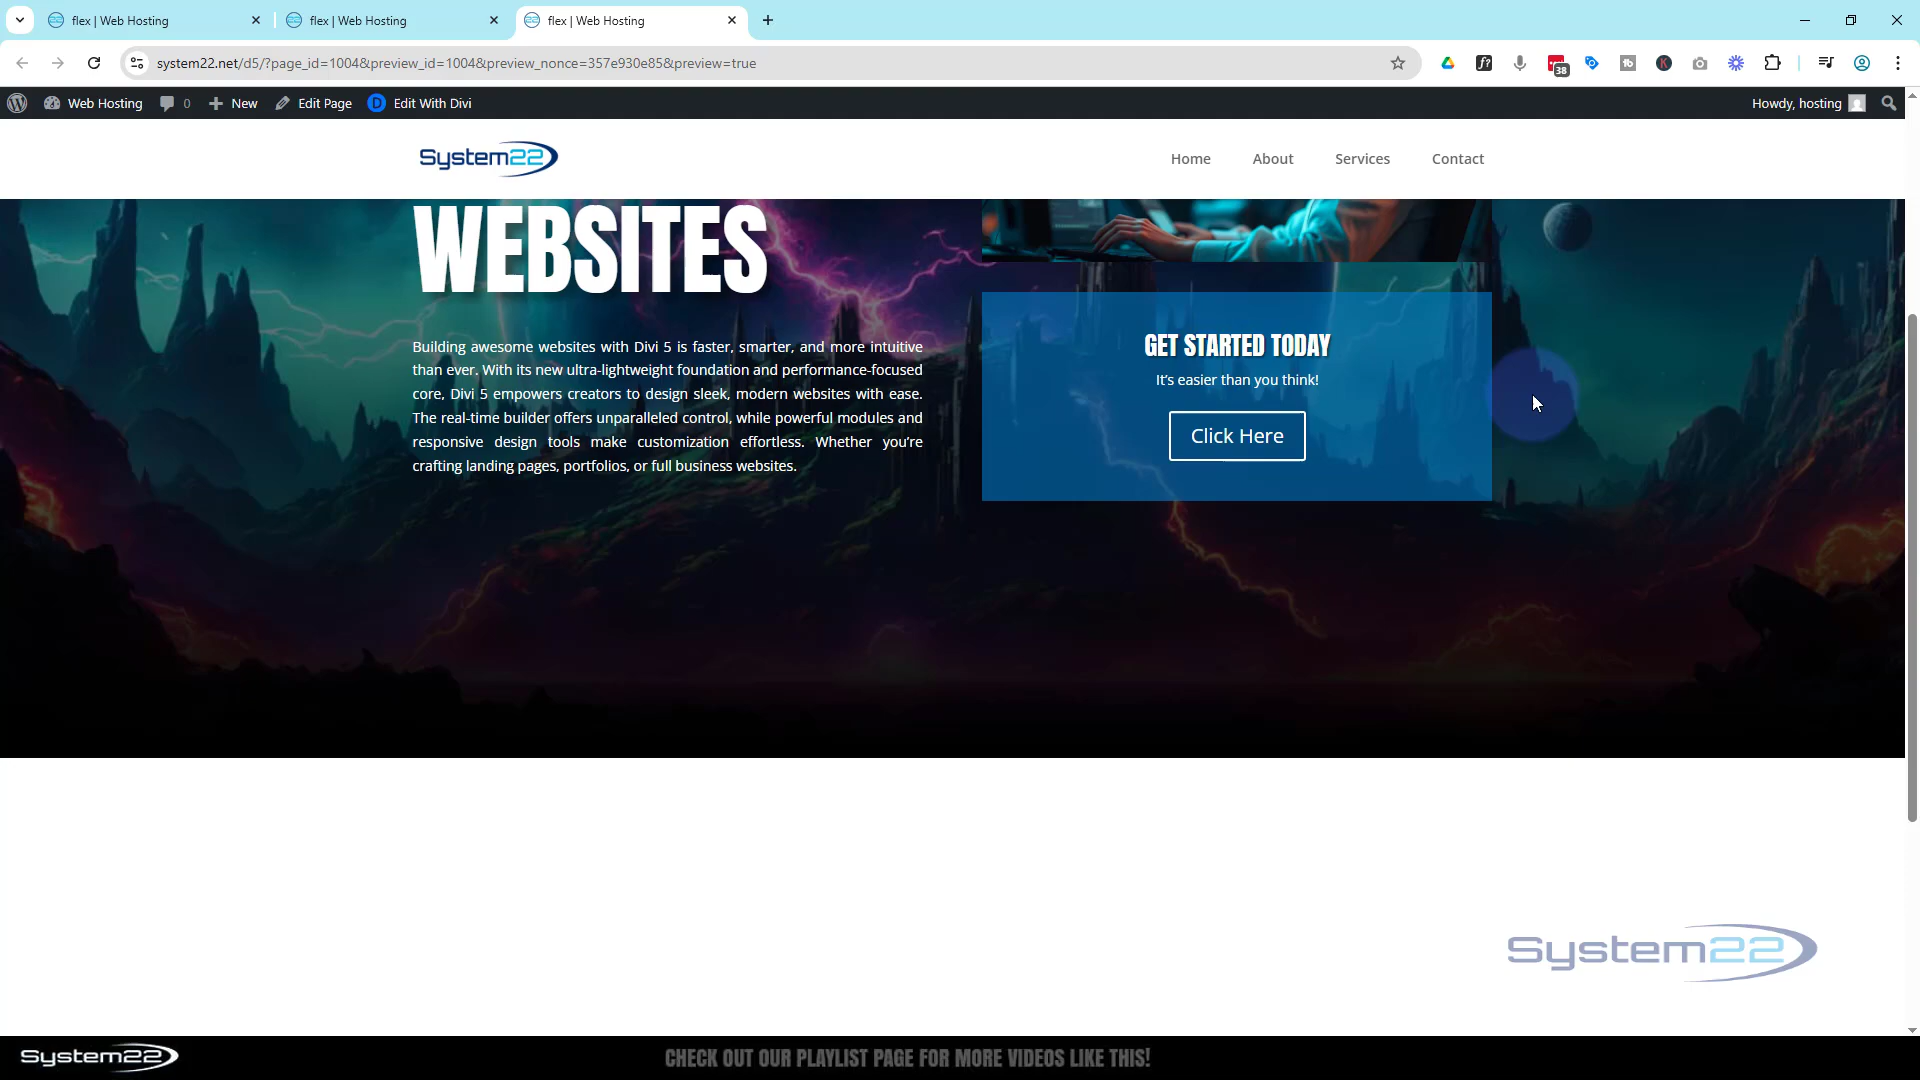 flex | Web Hosting
flex | Web Hosting
flex | Web Hosting
system22.net/d5/?page_id=1004&preview_id=1004&preview_nonce=357e930e85&preview=true
f?
38
tb
K
Web Hosting
0
New
Edit Page
D
Edit With Divi
Howdy, hosting
System22
Home
About
Services
Contact
WEBSITES
Building awesome websites with Divi 5 is faster, smarter, and more intuitive
than ever. With its new ultra-lightweight foundation and performance-focused
core, Divi 5 empowers creators to design sleek, modern websites with ease.
The real-time builder offers unparalleled control, while powerful modules and
responsive design tools make customization effortless. Whether you’re
crafting landing pages, portfolios, or full business websites.
GET STARTED TODAY
It’s easier than you think!
Click Here
System22
System22
CHECK OUT OUR PLAYLIST PAGE FOR MORE VIDEOS LIKE THIS!